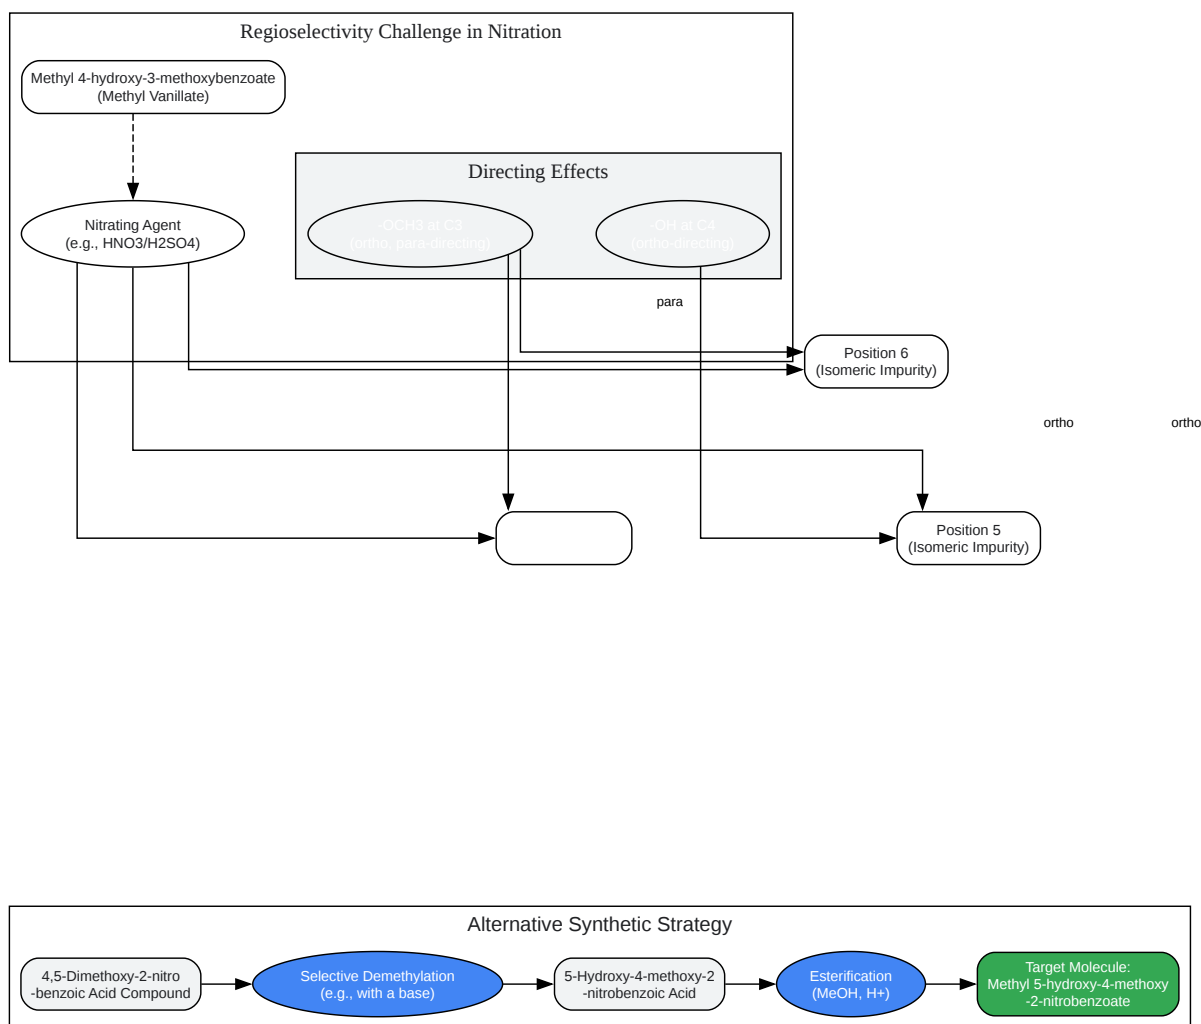 Regioselectivity Challenge in Nitration
Methyl 4-hydroxy-3-methoxybenzoate
(Methyl Vanillate)
Directing Effects
Nitrating Agent
(e.g., HNO3/H2SO4)
-OCH3 at C3
(ortho, para-directing)
-OH at C4
(ortho-directing)
para
Position 6
(Isomeric Impurity)
ortho
ortho
Position 5
(Isomeric Impurity)
Alternative Synthetic Strategy
4,5-Dimethoxy-2-nitro
-benzoic Acid Compound
Selective Demethylation
(e.g., with a base)
5-Hydroxy-4-methoxy-2
-nitrobenzoic Acid
Esterification
(MeOH, H+)
Target Molecule:
Methyl 5-hydroxy-4-methoxy
-2-nitrobenzoate